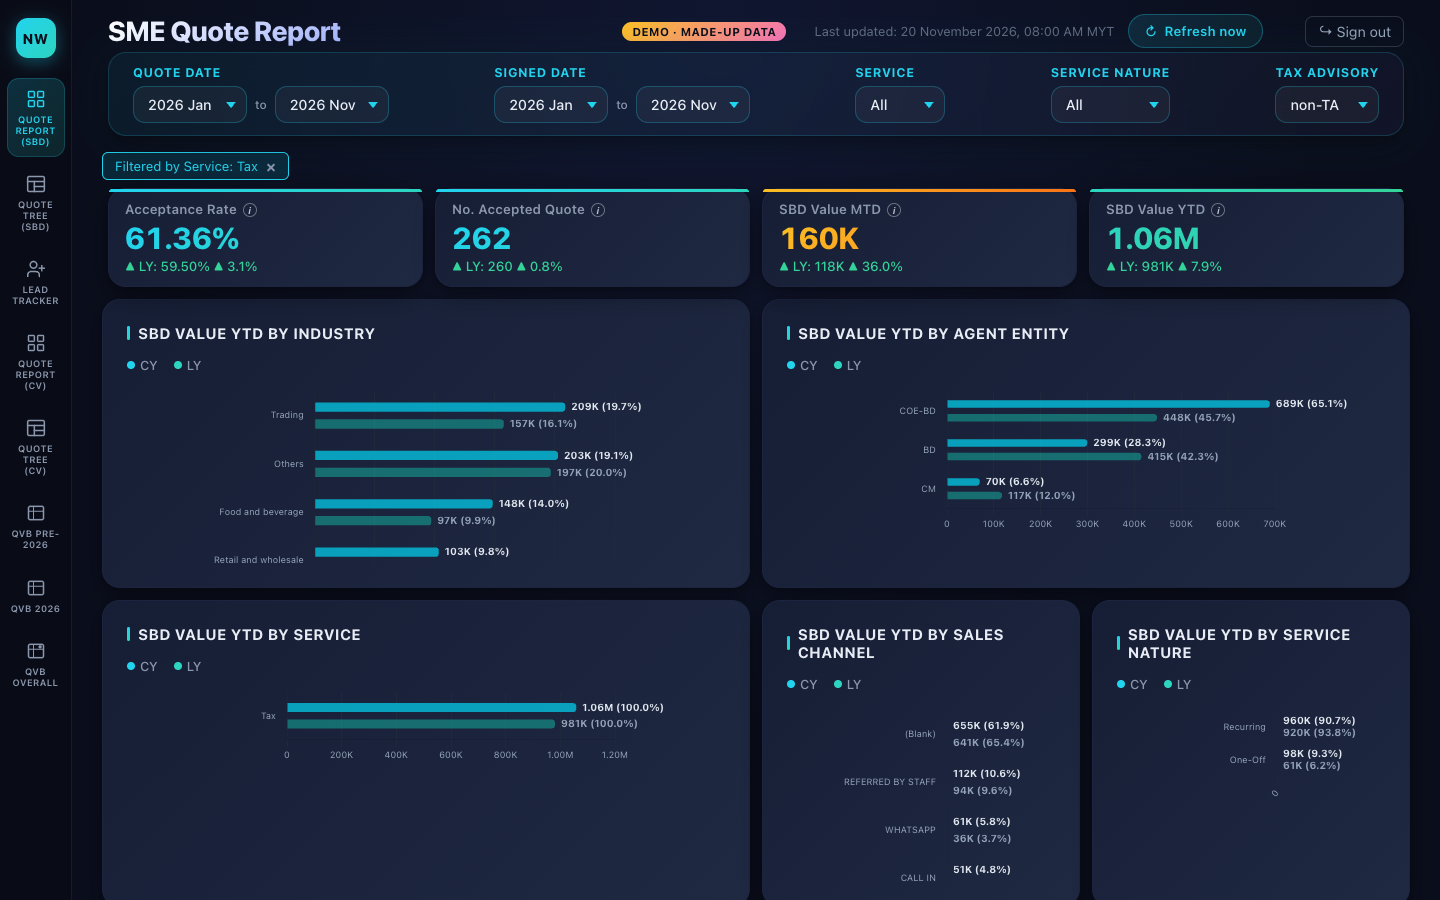 NW
SME Quote Report
DEMO · MADE-UP DATA
Last updated: 20 November 2026, 08:00 AM MYT
↻ Refresh now
Sign out
QUOTE REPORT (SBD)
QUOTE TREE (SBD)
LEAD TRACKER
QUOTE REPORT (CV)
QUOTE TREE (CV)
QVB PRE-2026
QVB 2026
QVB OVERALL
QUOTE DATE
2026 Jan to 2026 Nov
SIGNED DATE
2026 Jan to 2026 Nov
SERVICE
All
SERVICE NATURE
All
TAX ADVISORY
non-TA
Filtered by Service: Tax ×
Acceptance Rate i
61.36%
▲ LY: 59.50% ▲ 3.1%
No. Accepted Quote i
262
▲ LY: 260 ▲ 0.8%
SBD Value MTD i
160K
▲ LY: 118K ▲ 36.0%
SBD Value YTD i
1.06M
▲ LY: 981K ▲ 7.9%
SBD VALUE YTD BY INDUSTRY
CY LY
Trading
209K (19.7%)
157K (16.1%)
Others
203K (19.1%)
197K (20.0%)
Food and beverage
148K (14.0%)
97K (9.9%)
Retail and wholesale
103K (9.8%)
SBD VALUE YTD BY AGENT ENTITY
CY LY
COE-BD
689K (65.1%)
448K (45.7%)
BD
299K (28.3%)
415K (42.3%)
CM
70K (6.6%)
117K (12.0%)
0 100K 200K 300K 400K 500K 600K 700K
SBD VALUE YTD BY SERVICE
CY LY
Tax
1.06M (100.0%)
981K (100.0%)
0 200K 400K 600K 800K 1.00M 1.20M
SBD VALUE YTD BY SALES
CHANNEL
CY LY
(Blank)
655K (61.9%)
641K (65.4%)
REFERRED BY STAFF
112K (10.6%)
94K (9.6%)
WHATSAPP
61K (5.8%)
36K (3.7%)
CALL IN
51K (4.8%)
SBD VALUE YTD BY SERVICE
NATURE
CY LY
Recurring
960K (90.7%)
920K (93.8%)
One-Off
98K (9.3%)
61K (6.2%)
0